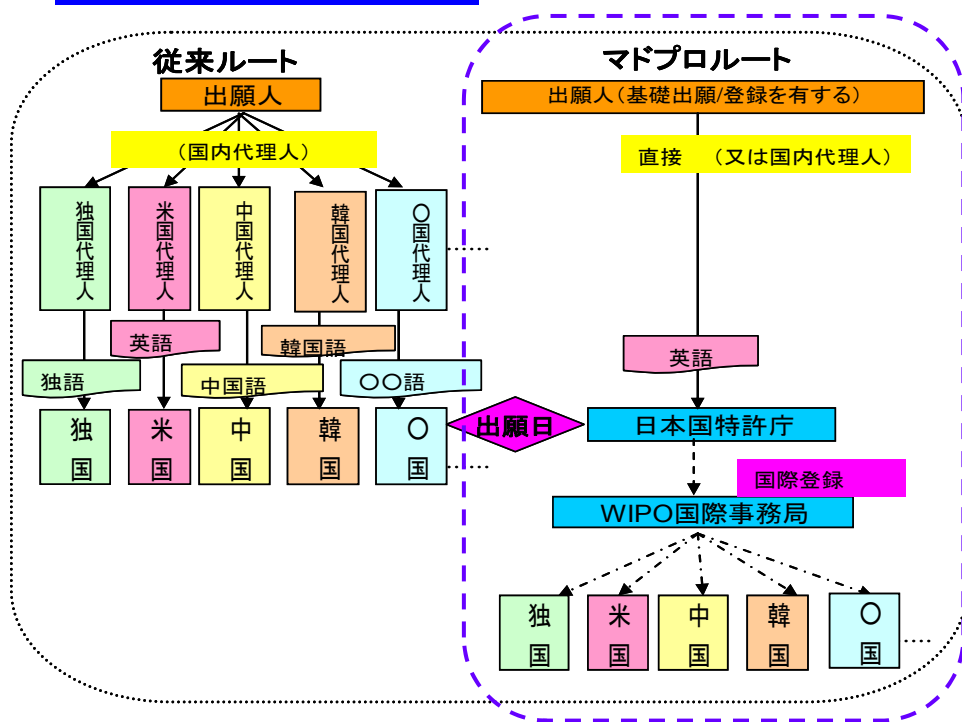 従来ルート
出願人
（国内代理人）
独国代理人
米国代理人
中国代理人
韓国代理人
〇国代理人
英語
韓国語
独語
中国語
〇〇語
独国
米国
中国
韓国
〇国
マドプロルート
出願人（基礎出願/登録を有する）
直接　（又は国内代理人）
英語
出願日
日本国特許庁
国際登録
WIPO国際事務局
独国
米国
中国
韓国
〇国